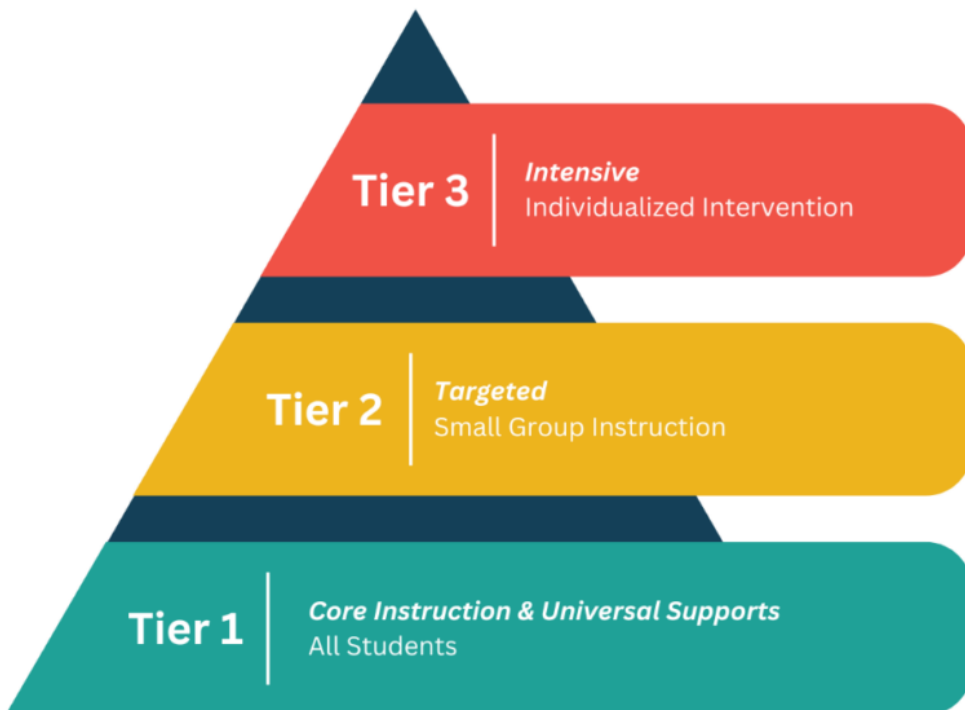 Tier 3
Intensive
Individualized Intervention
Tier 2
Targeted
Small Group Instruction
Tier 1
Core Instruction & Universal Supports
All Students